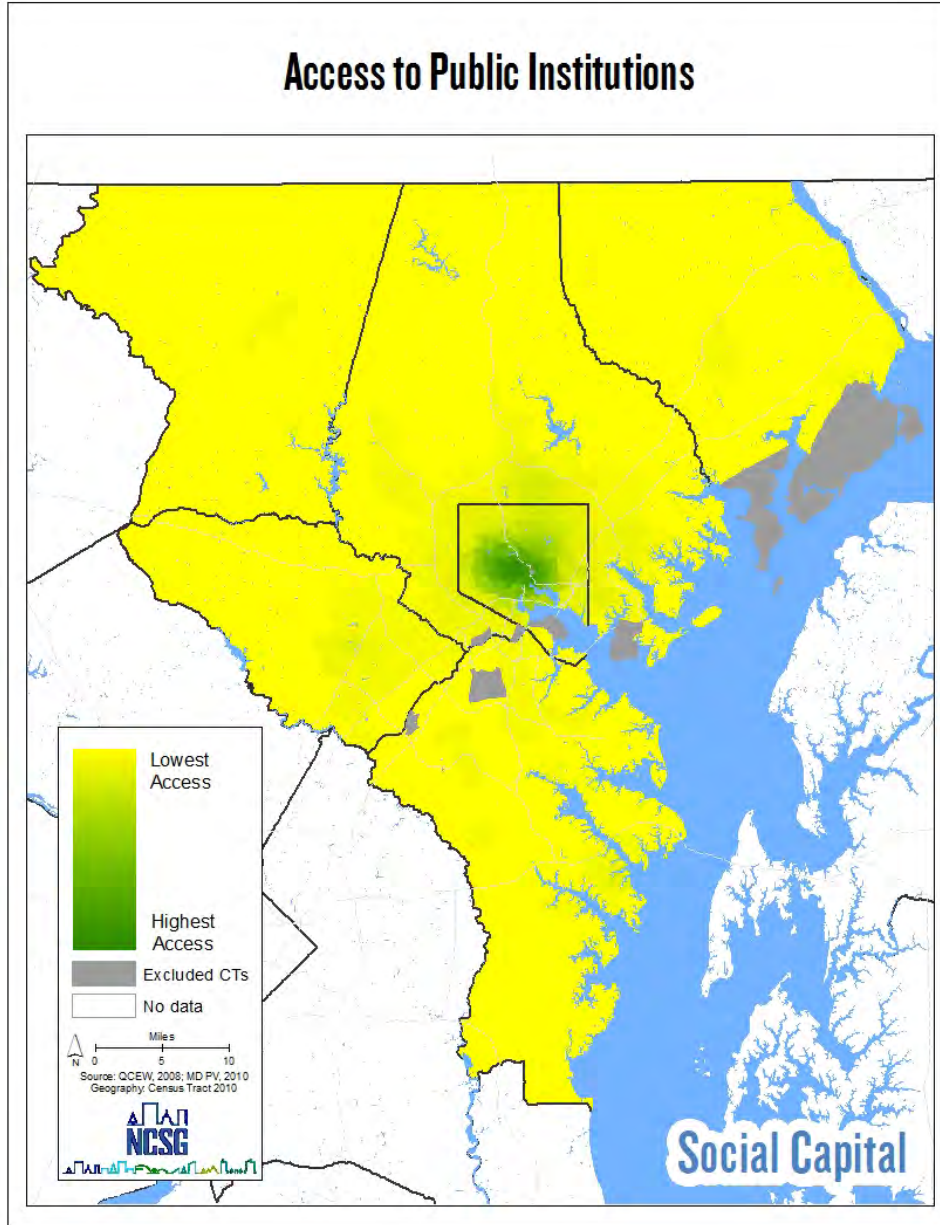 Access to Public Institutions
Lowest
Access
Highest
Access
Excluded CTs
No data
Miles
N
0 5 10
Source: QCEW, 2008; MD PV, 2010
Geography: Census Tract 2010
NCSG
Social Capital